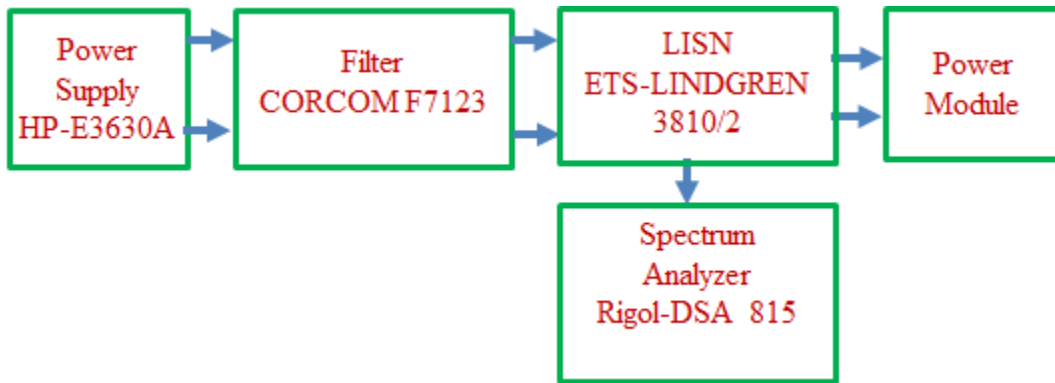 Power
Supply
HP-E3630A
Filter
CORCOM F7123
LISN
ETS-LINDGREN
3810/2
Power
Module
Spectrum
Analyzer
Rigol-DSA 815